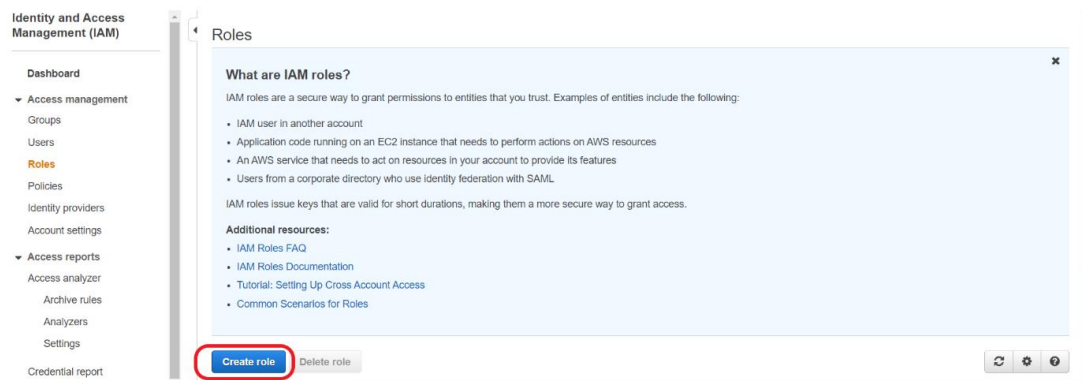 Identity and Access
Management (IAM)
Dashboard
Access management
Groups
Users
Roles
Policies
Identity providers
Account settings
Access reports
Access analyzer
Archive rules
Analyzers
Settings
Credential report
Roles
What are IAM roles?
IAM roles are a secure way to grant permissions to entities that you trust. Examples of entities include the following:
• IAM user in another account
• Application code running on an EC2 instance that needs to perform actions on AWS resources
• An AWS service that needs to act on resources in your account to provide its features
• Users from a corporate directory who use identity federation with SAML
IAM roles issue keys that are valid for short durations, making them a more secure way to grant access.
Additional resources:
• IAM Roles FAQ
• IAM Roles Documentation
• Tutorial: Setting Up Cross Account Access
• Common Scenarios for Roles
Create role
Delete role